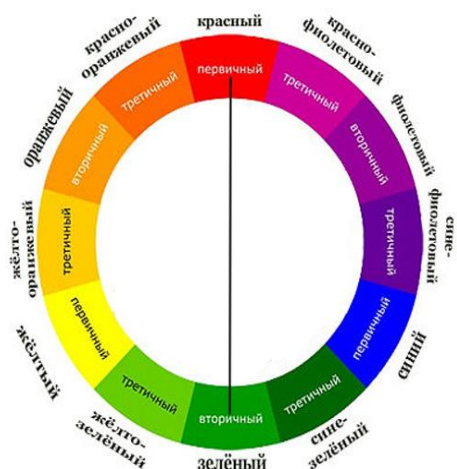 красный
первичный
красно-
фиолетовый
третичный
фиолетовый
вторичный
сине-
фиолетовый
третичный
синий
первичный
сине-
зелёный
третичный
зелёный
вторичный
жёлто-
зелёный
третичный
жёлтый
первичный
жёлто-
оранжевый
третичный
оранжевый
вторичный
красно-
оранжевый
третичный